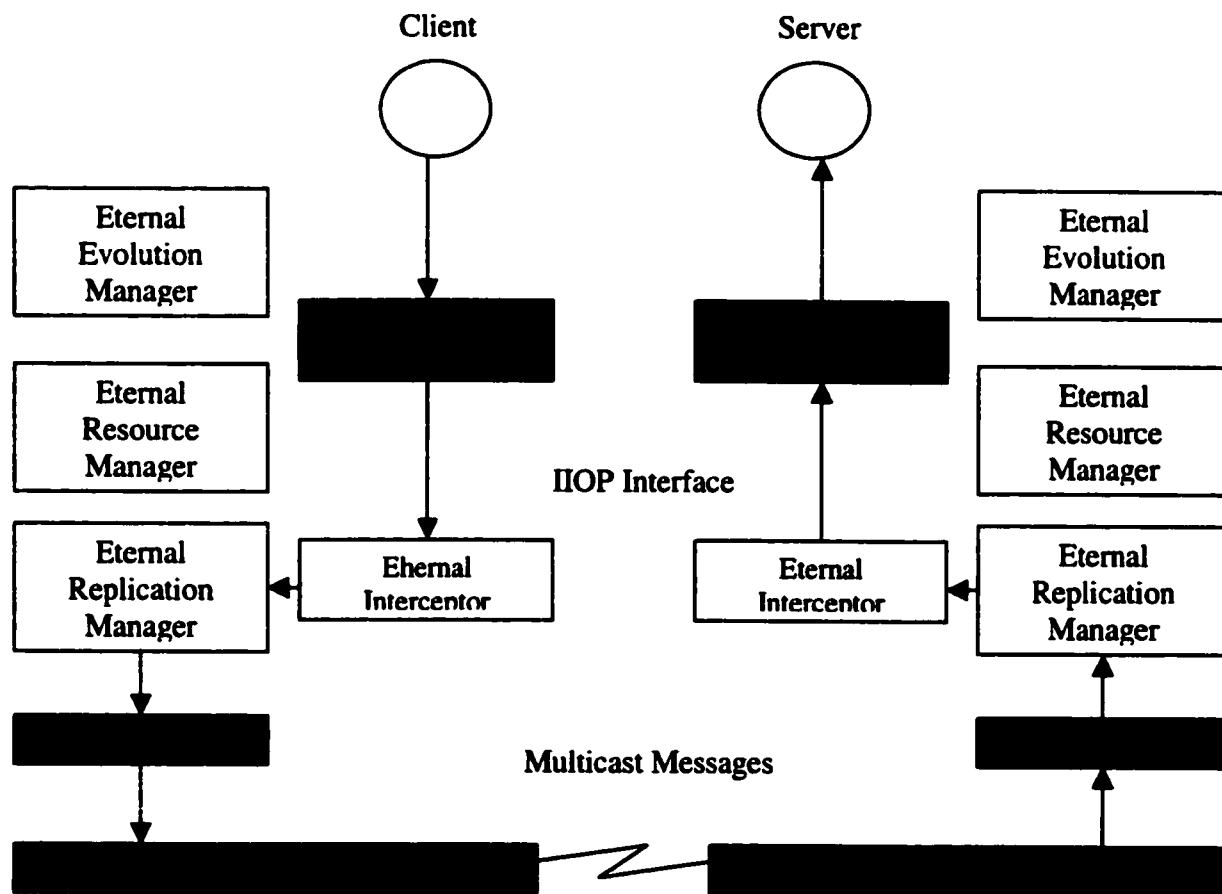 Client
Server
Eternal
Evolution
Manager
Eternal
Evolution
Manager
Eternal
Resource
Manager
Eternal
Resource
Manager
IIOP Interface
Eternal
Replication
Manager
Ehernal
Intercentor
Eternal
Intercentor
Eternal
Replication
Manager
Multicast Messages